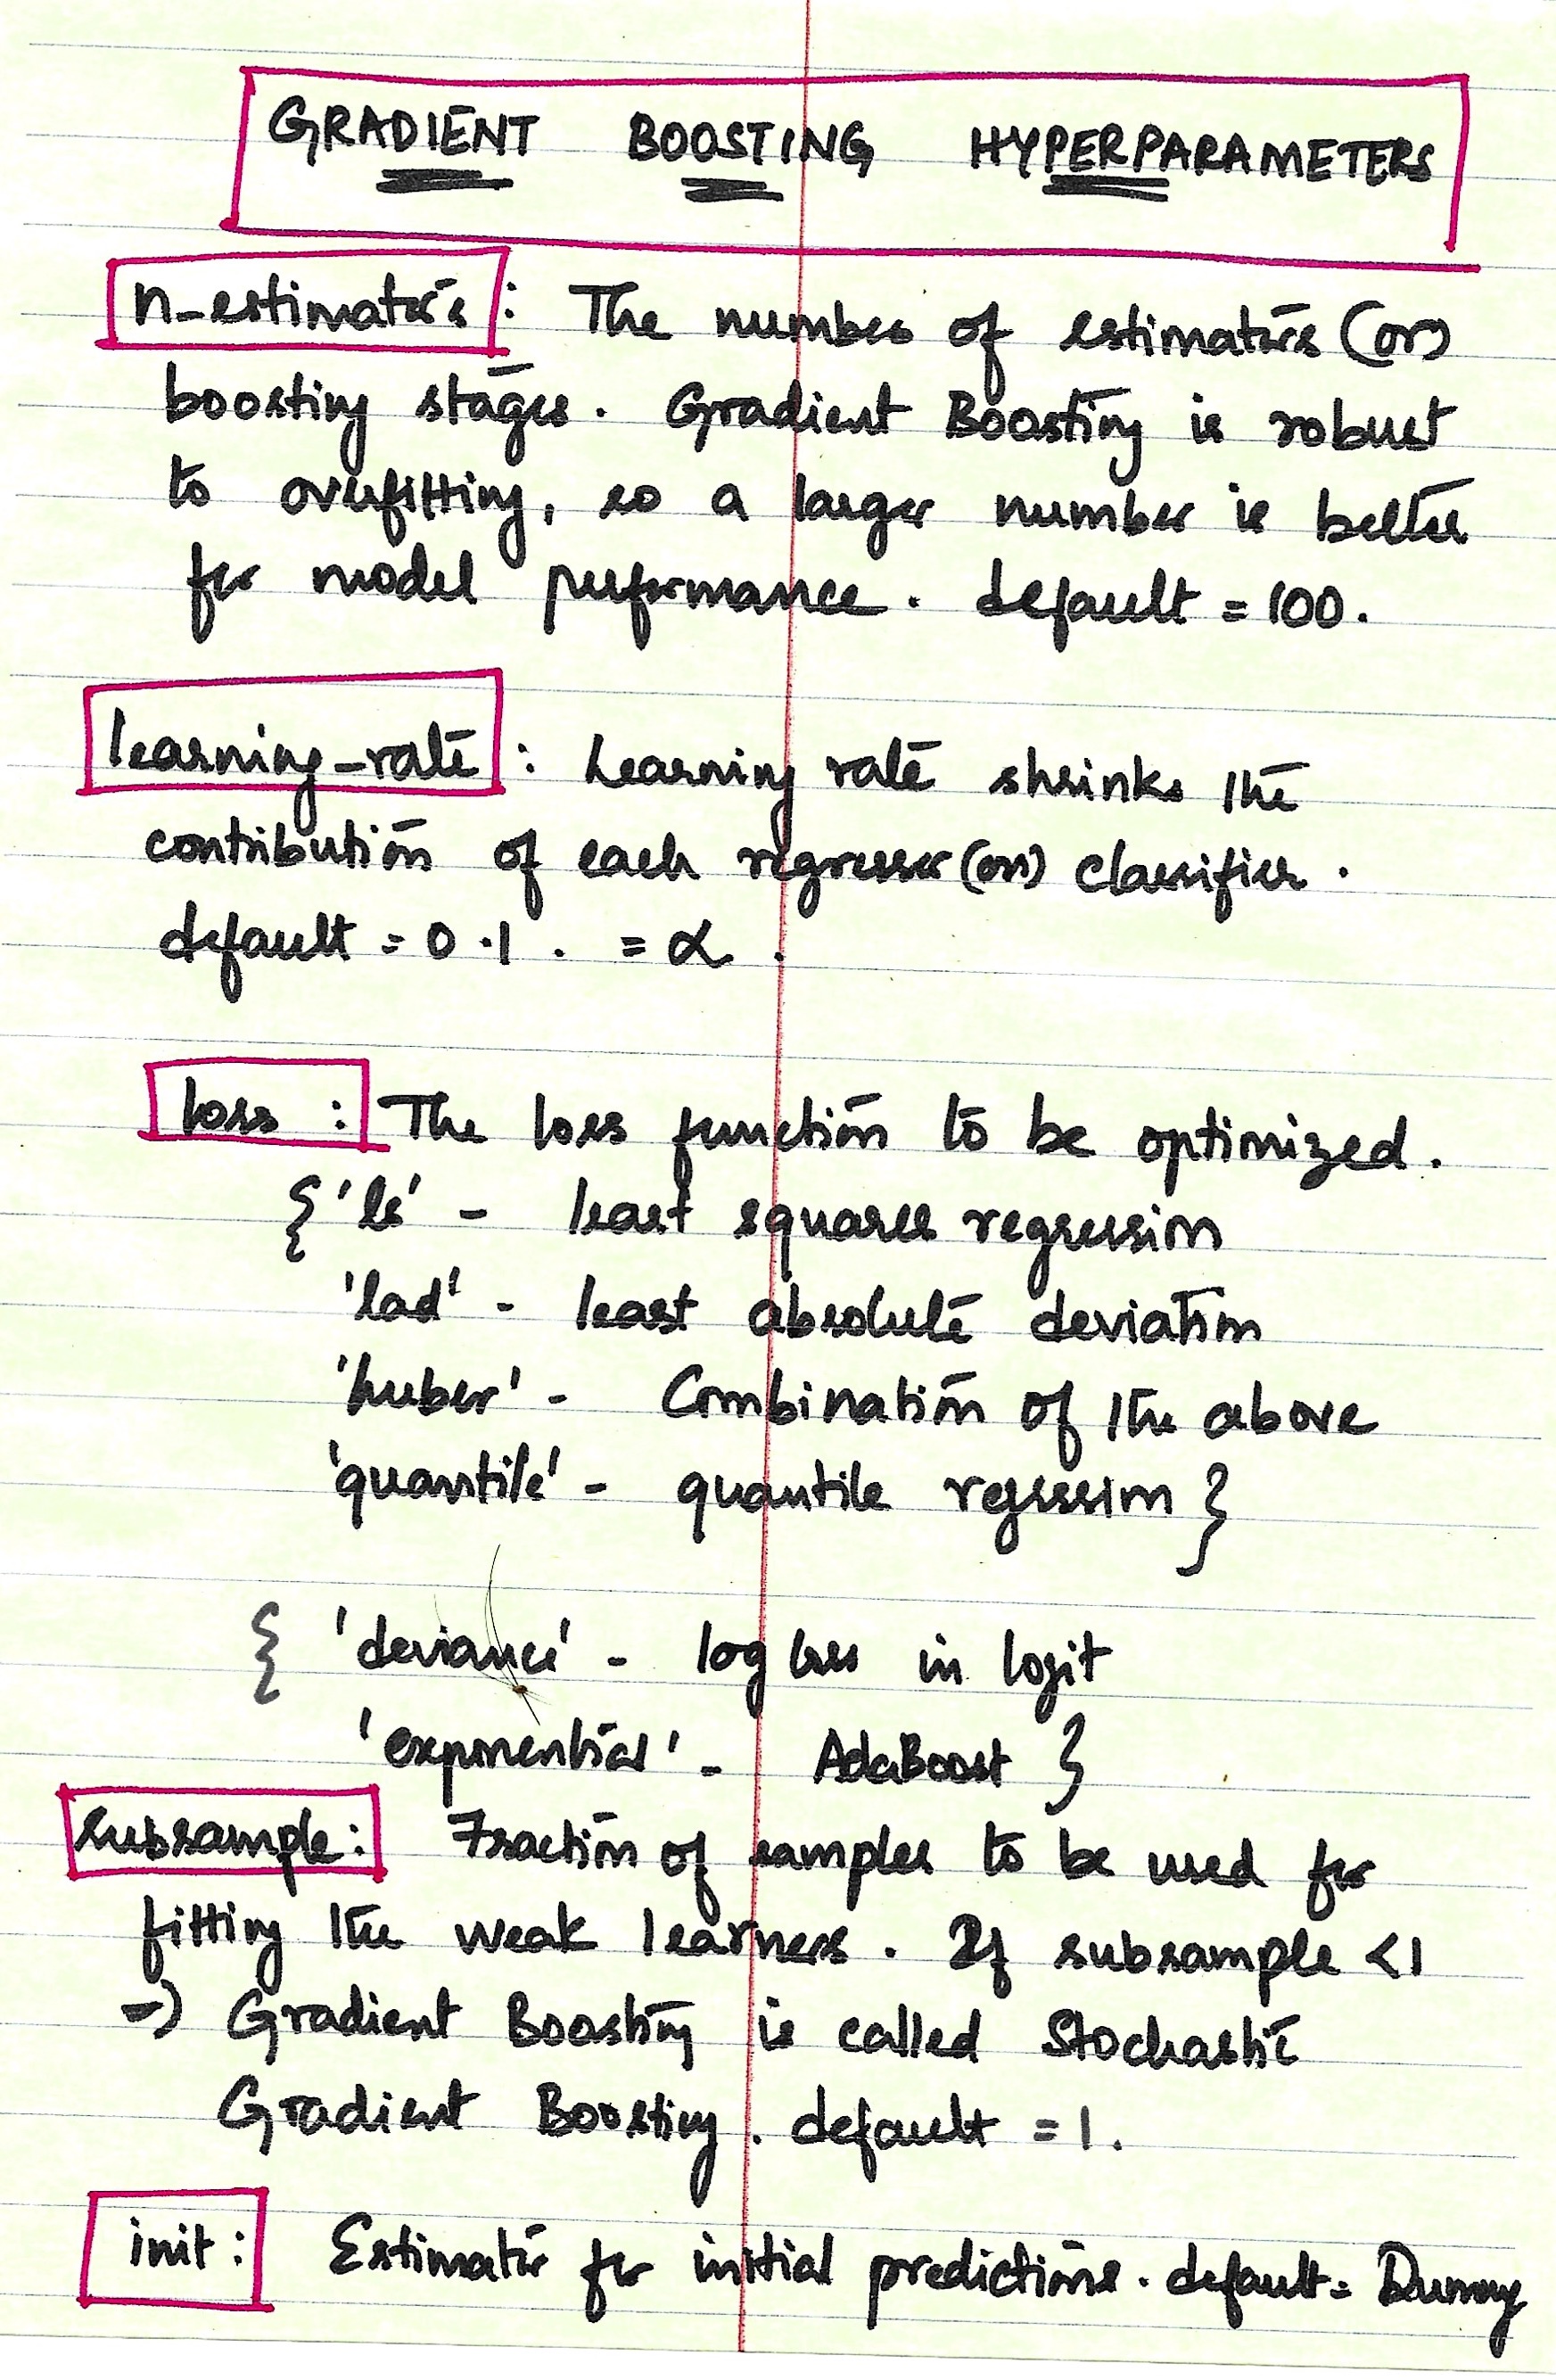 GRADIENT BOOSTING HYPERPARAMETERS
n_estimators : The number of estimators (or)
boosting stages. Gradient Boosting is robust
to overfitting, so a larger number is better
for model performance. default = 100.
learning_rate : Learning rate shrinks the
contribution of each regressor (or) classifier.
default = 0.1. = α.
loss : The loss function to be optimized.
{'ls' - least squares regression
'lad' - least absolute deviation
'huber' - Combination of the above
'quantile' - quantile regression }
{ 'deviance' - log loss in logit
'exponential' - AdaBoost }
Subsample: Fraction of samples to be used for
fitting the weak learners. If subsample <1
=) Gradient Boosting is called Stochastic
Gradient Boosting. default = 1.
init: Estimator for initial predictions. default = Dummy